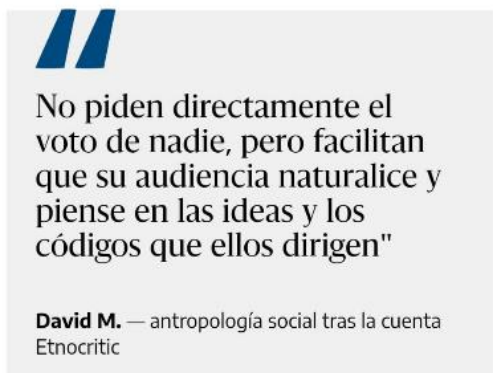 No piden directamente el
voto de nadie, pero facilitan
que su audiencia naturalice y
piense en las ideas y los
códigos que ellos dirigen"
David M. — antropología social tras la cuenta
Etnocritic